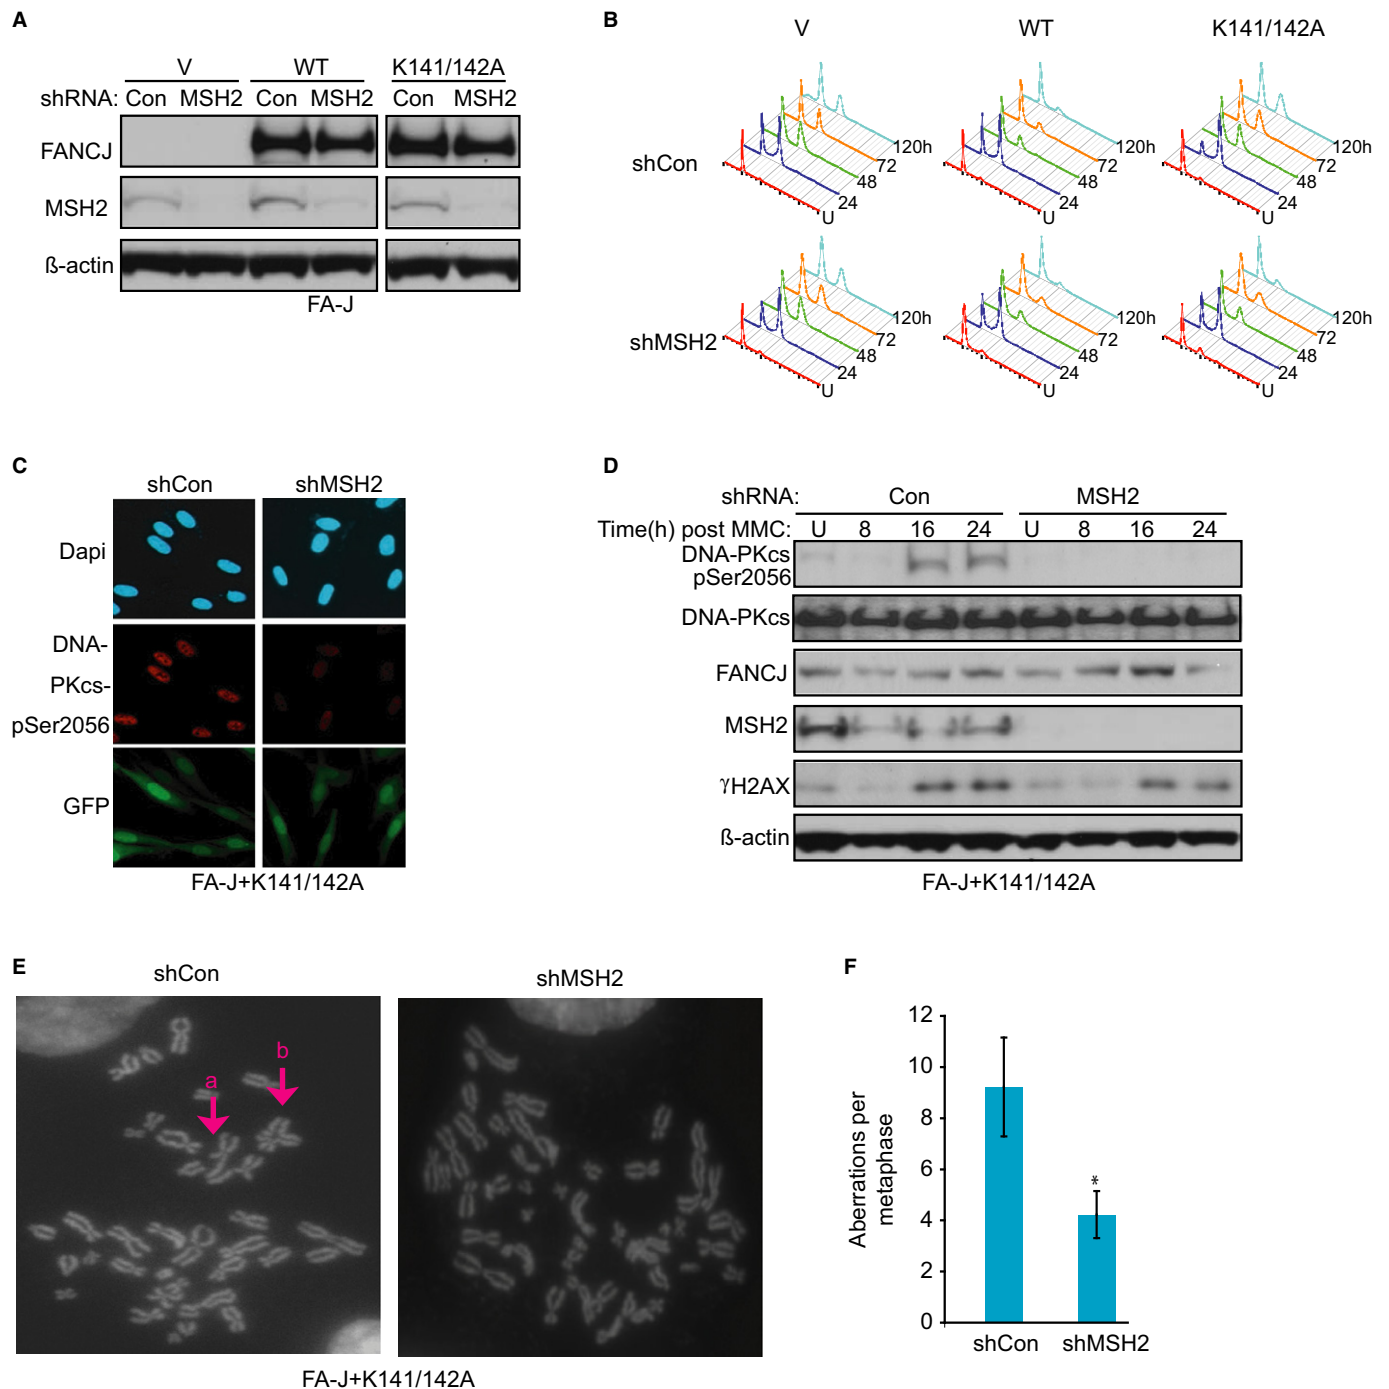 A
V WT K141/142A
shRNA: Con MSH2 Con MSH2 Con MSH2
FANCJ
MSH2
ß-actin
FA-J
B
V WT K141/142A
shCon
120h 72 48 24 U
120h 72 48 24 U
120h 72 48 24 U
shMSH2
120h 72 48 24 U
120h 72 48 24 U
120h 72 48 24 U
C
shCon shMSH2
Dapi
DNA-
PKcs-
pSer2056
GFP
FA-J+K141/142A
D
shRNA: Con MSH2
Time(h) post MMC: U 8 16 24 U 8 16 24
DNA-PKcs
pSer2056
DNA-PKcs
FANCJ
MSH2
γH2AX
ß-actin
FA-J+K141/142A
E
shCon shMSH2
a b
FA-J+K141/142A
F
Aberrations per
metaphase
12
10
8
6
4
2
0
*
shCon shMSH2